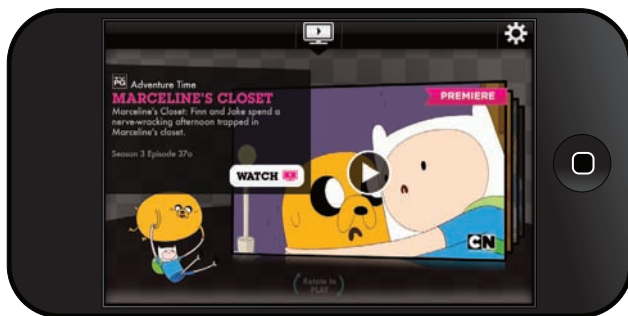 TV PG Adventure Time
MARCELINE'S CLOSET
Marceline's Closet: Finn and Jake spend a
nerve-wracking afternoon trapped in
Marceline's closet.
Season 3 Episode 37a
PREMIERE
WATCH
CN
Rotate to
PLAY